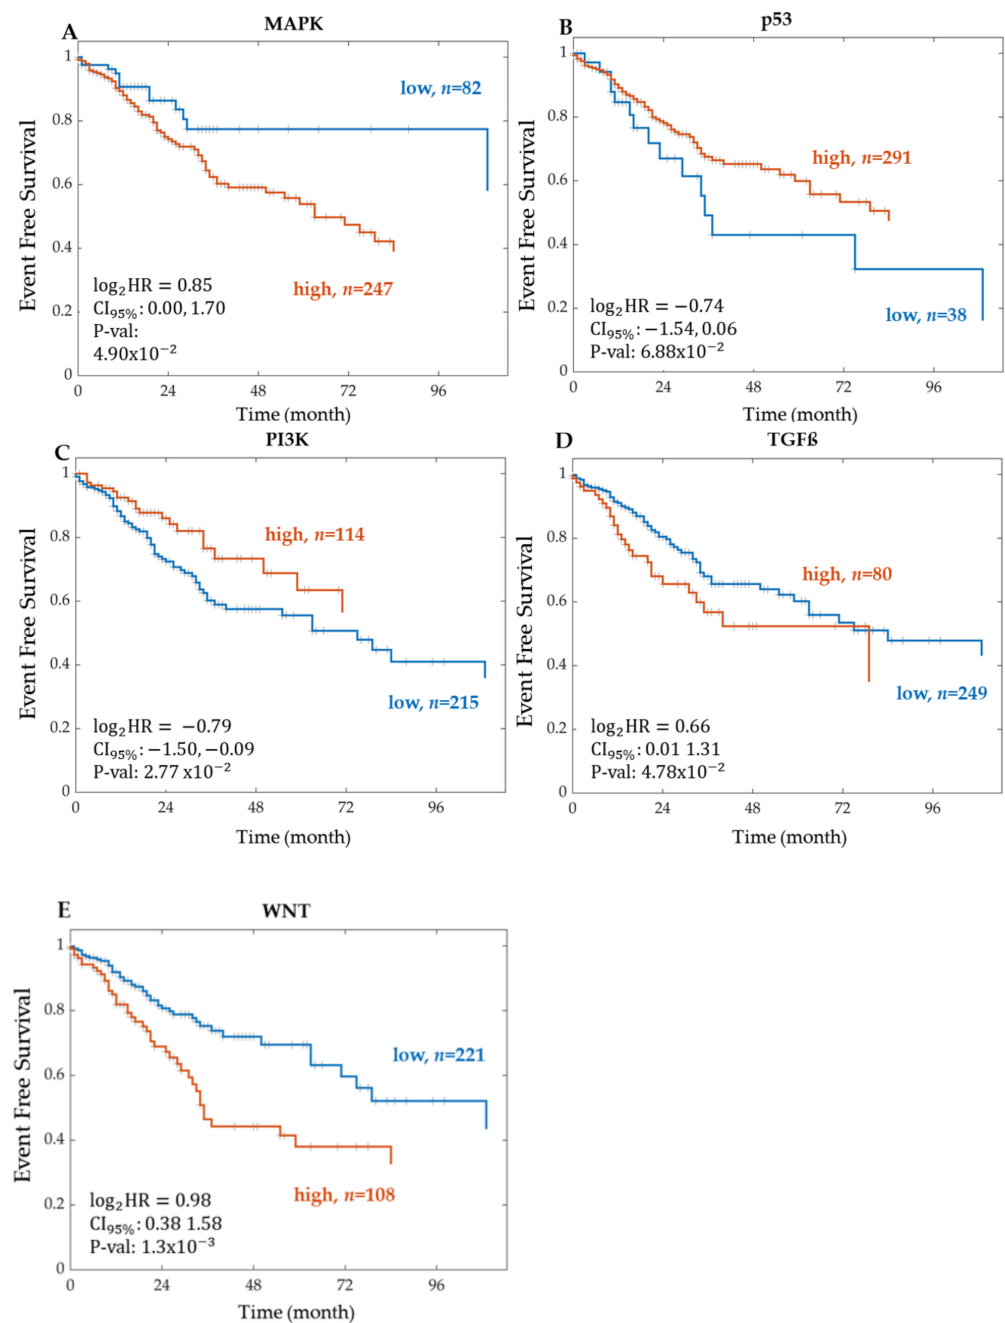 A
MAPK
Event Free Survival
1
0.8
0.6
0.4
0.2
0
low, n=82
high, n=247
log₂HR = 0.85
CI₉₅%: 0.00, 1.70
P-val:
4.90x10⁻²
0 24 48 72 96
Time (month)
B
p53
Event Free Survival
1
0.8
0.6
0.4
0.2
0
high, n=291
low, n=38
log₂HR = −0.74
CI₉₅%: −1.54, 0.06
P-val: 6.88x10⁻²
0 24 48 72 96
Time (month)
C
PI3K
Event Free Survival
1
0.8
0.6
0.4
0.2
0
high, n=114
low, n=215
log₂HR = −0.79
CI₉₅%: −1.50, −0.09
P-val: 2.77 x10⁻²
0 24 48 72 96
Time (month)
D
TGFß
Event Free Survival
1
0.8
0.6
0.4
0.2
0
high, n=80
low, n=249
log₂HR = 0.66
CI₉₅%: 0.01 1.31
P-val: 4.78x10⁻²
0 24 48 72 96
Time (month)
E
WNT
Event Free Survival
1
0.8
0.6
0.4
0.2
0
low, n=221
high, n=108
log₂HR = 0.98
CI₉₅%: 0.38 1.58
P-val: 1.3x10⁻³
0 24 48 72 96
Time (month)